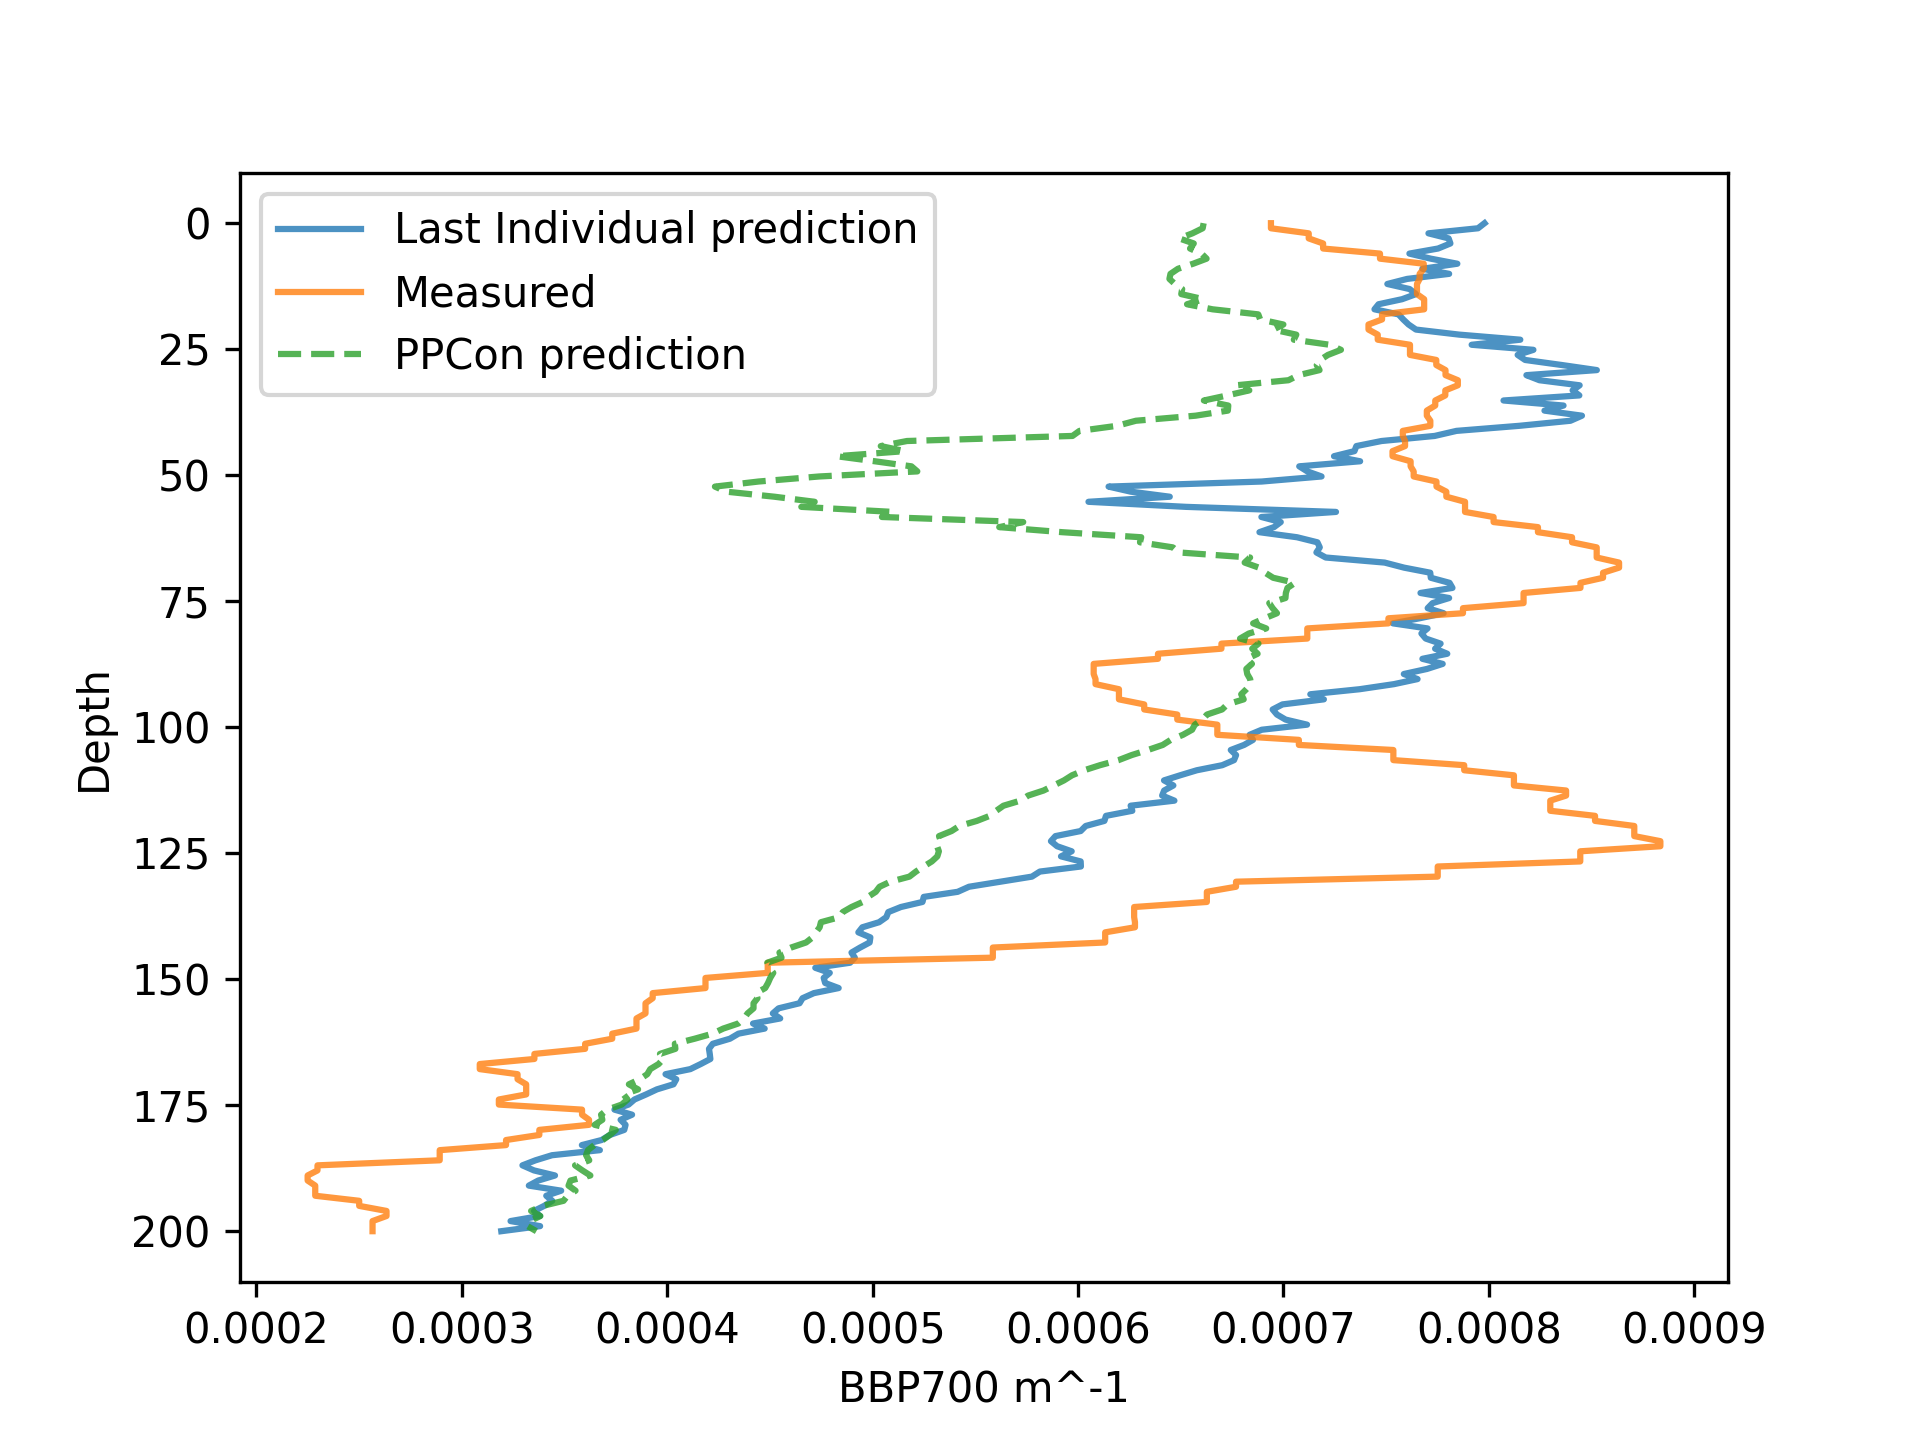 Last Individual prediction
Measured
PPCon prediction
0
25
50
75
100
125
150
175
200
Depth
0.0002 0.0003 0.0004 0.0005 0.0006 0.0007 0.0008 0.0009
BBP700 m^-1